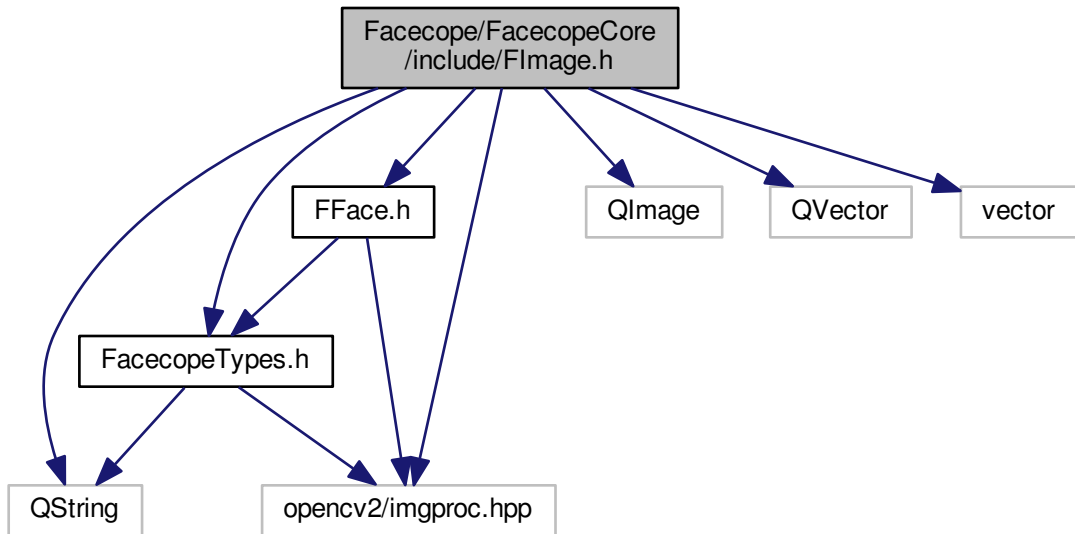 Facecope/FacecopeCore
/include/FImage.h
FFace.h
QImage
QVector
vector
FacecopeTypes.h
QString
opencv2/imgproc.hpp